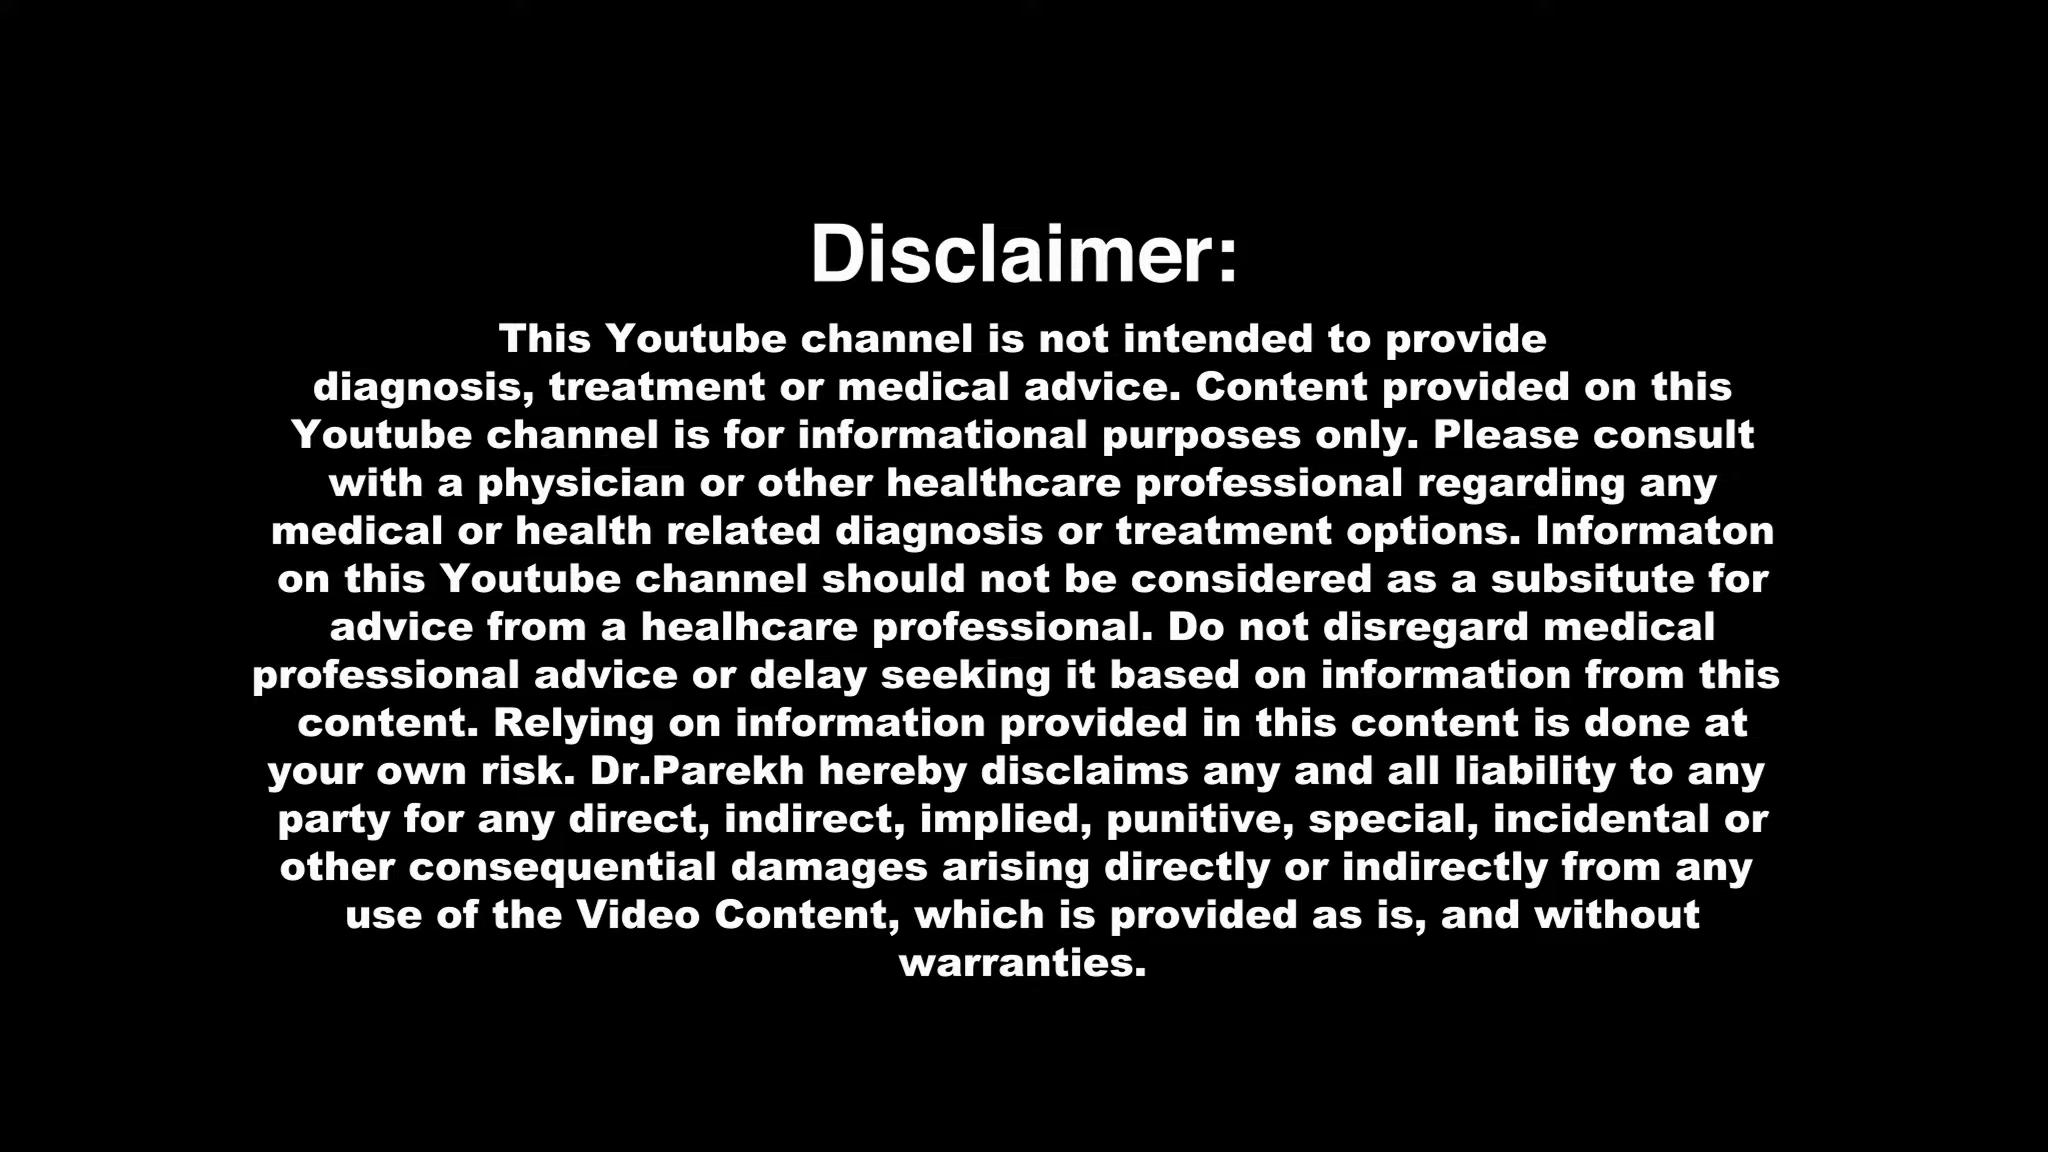 Disclaimer:
This Youtube channel is not intended to provide
diagnosis, treatment or medical advice. Content provided on this
Youtube channel is for informational purposes only. Please consult
with a physician or other healthcare professional regarding any
medical or health related diagnosis or treatment options. Informaton
on this Youtube channel should not be considered as a subsitute for
advice from a healhcare professional. Do not disregard medical
professional advice or delay seeking it based on information from this
content. Relying on information provided in this content is done at
your own risk. Dr.Parekh hereby disclaims any and all liability to any
party for any direct, indirect, implied, punitive, special, incidental or
other consequential damages arising directly or indirectly from any
use of the Video Content, which is provided as is, and without
warranties.